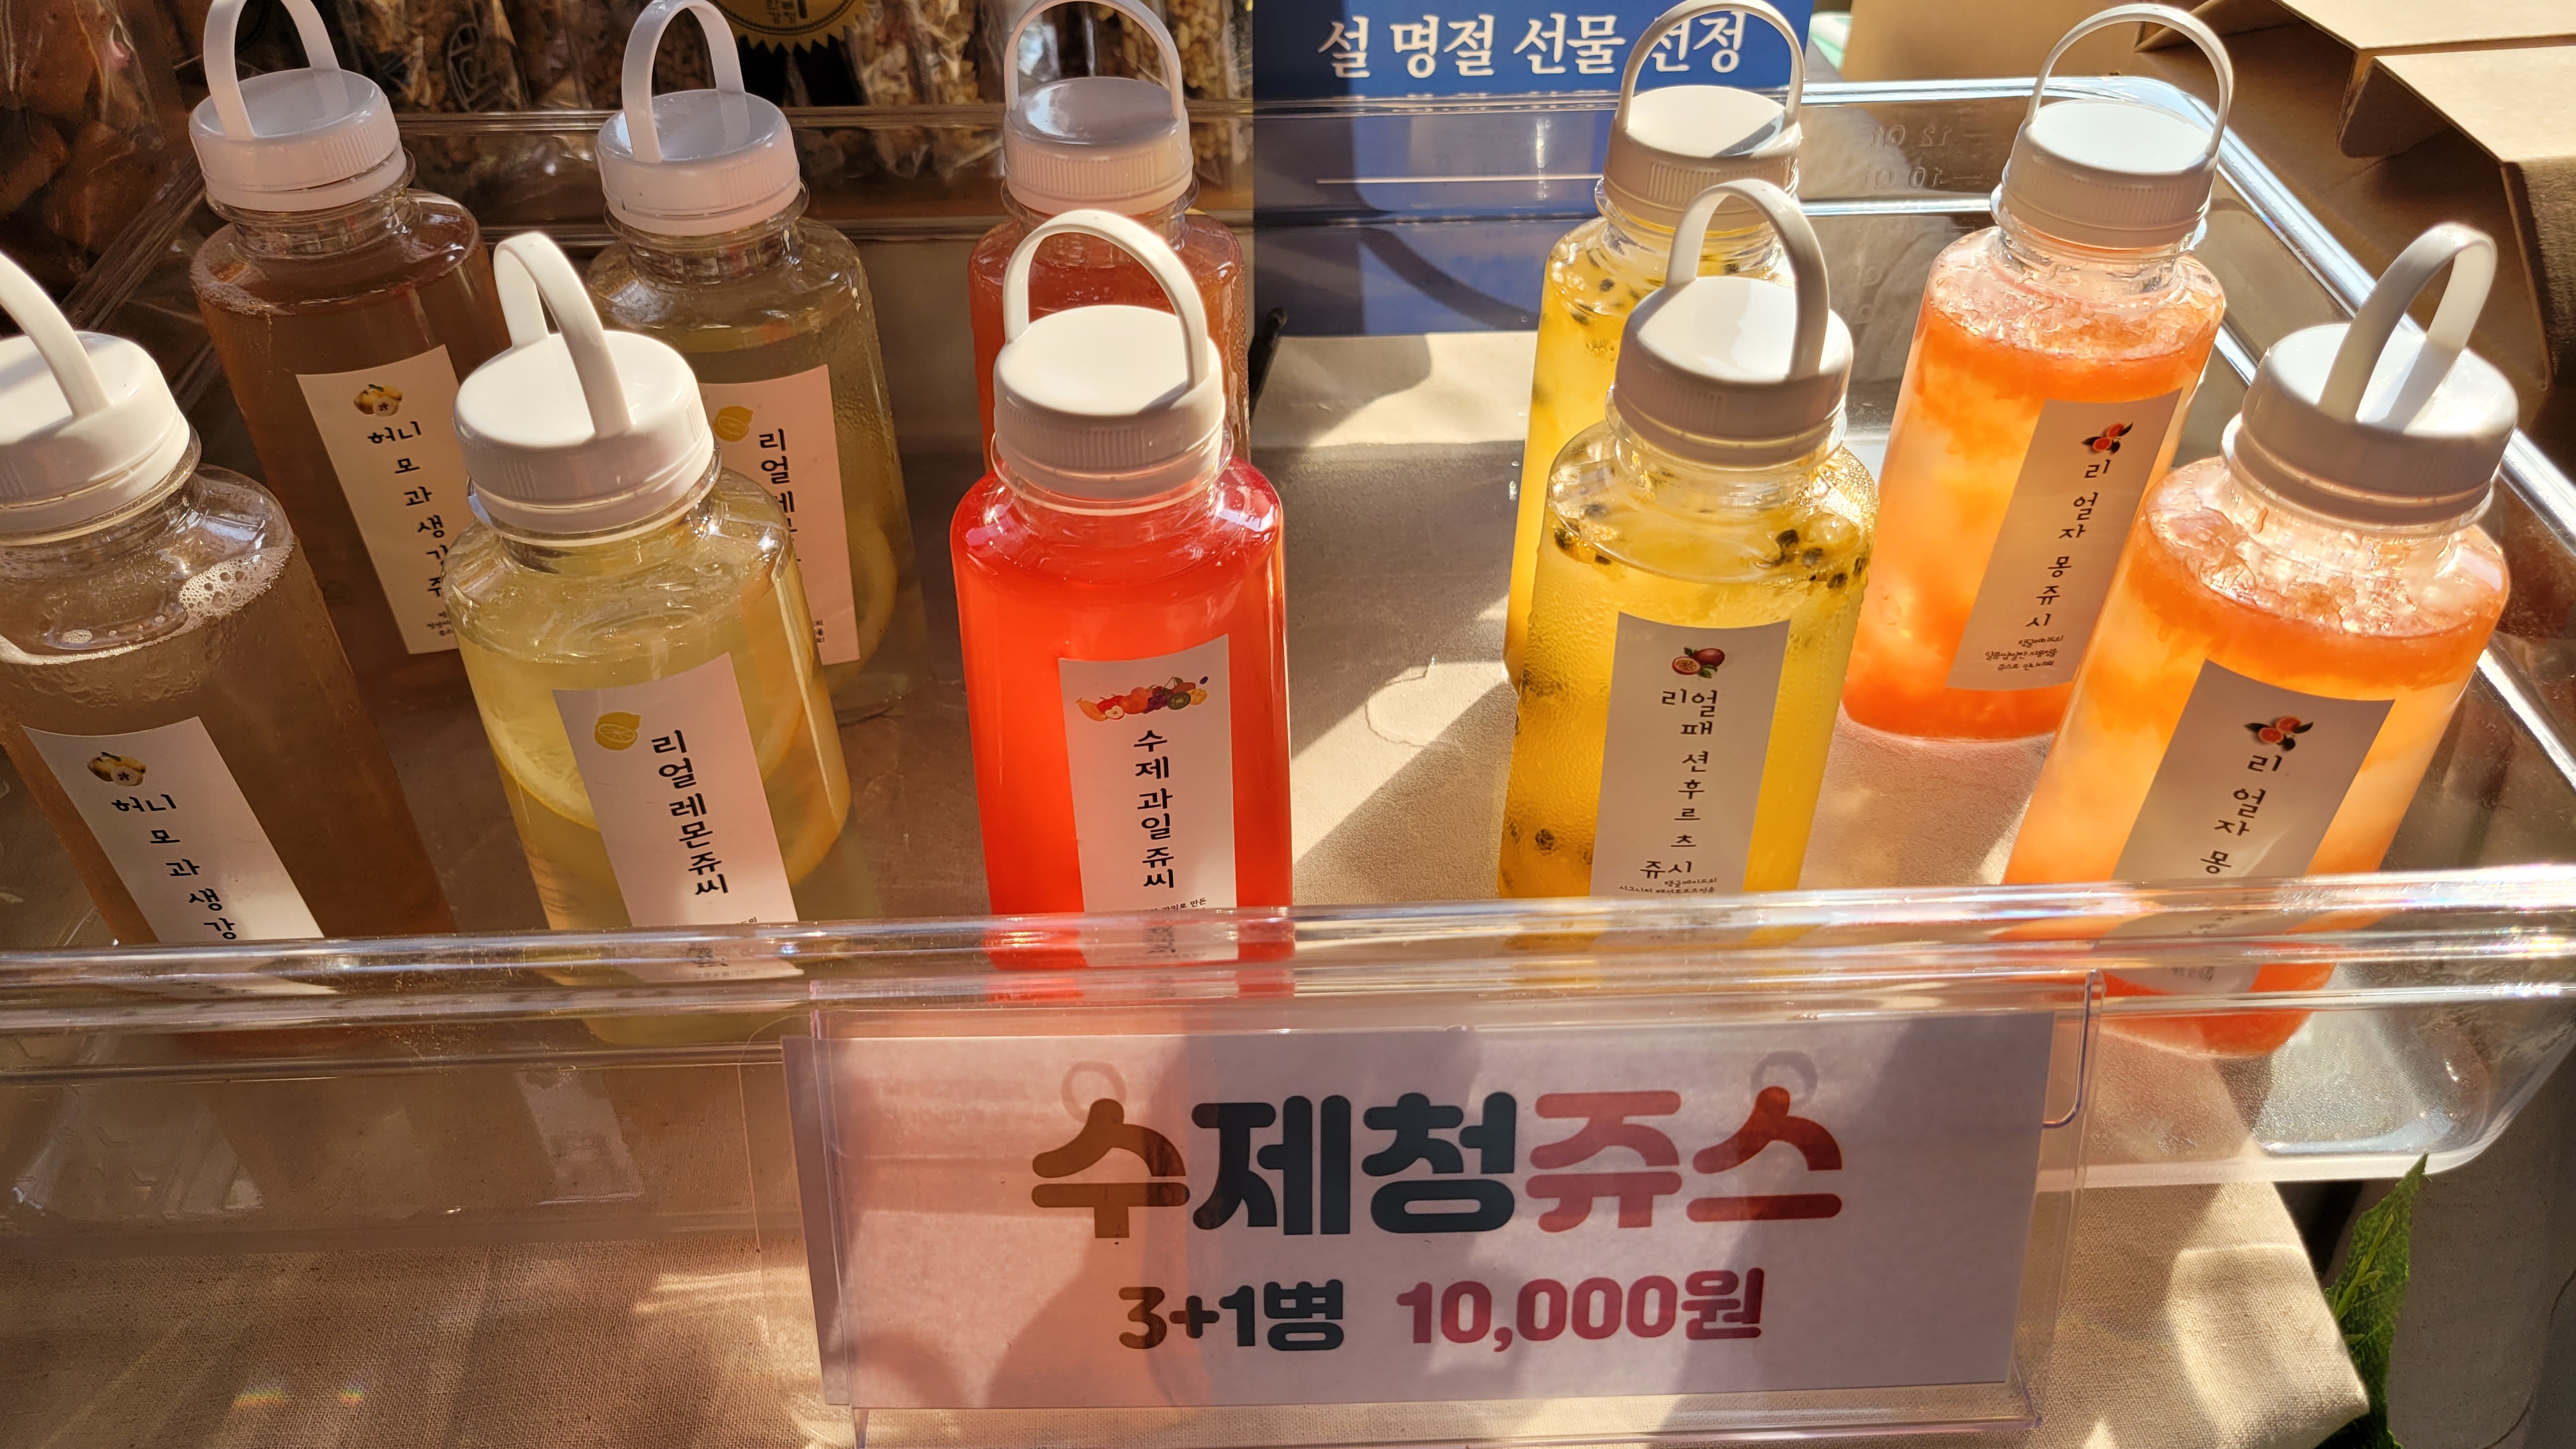 설 명절 선물 선정
허니
모
과
생
강
쥬
리
얼
레
리
얼
자
몽
쥬
시
허니
모
과
생
강
리
얼
레
몬
쥬
씨
수
제
과
일
쥬
씨
리얼
패
션
후
르
츠
쥬시
리
얼
자
몽
수제청쥬스
3+1병 10,000원